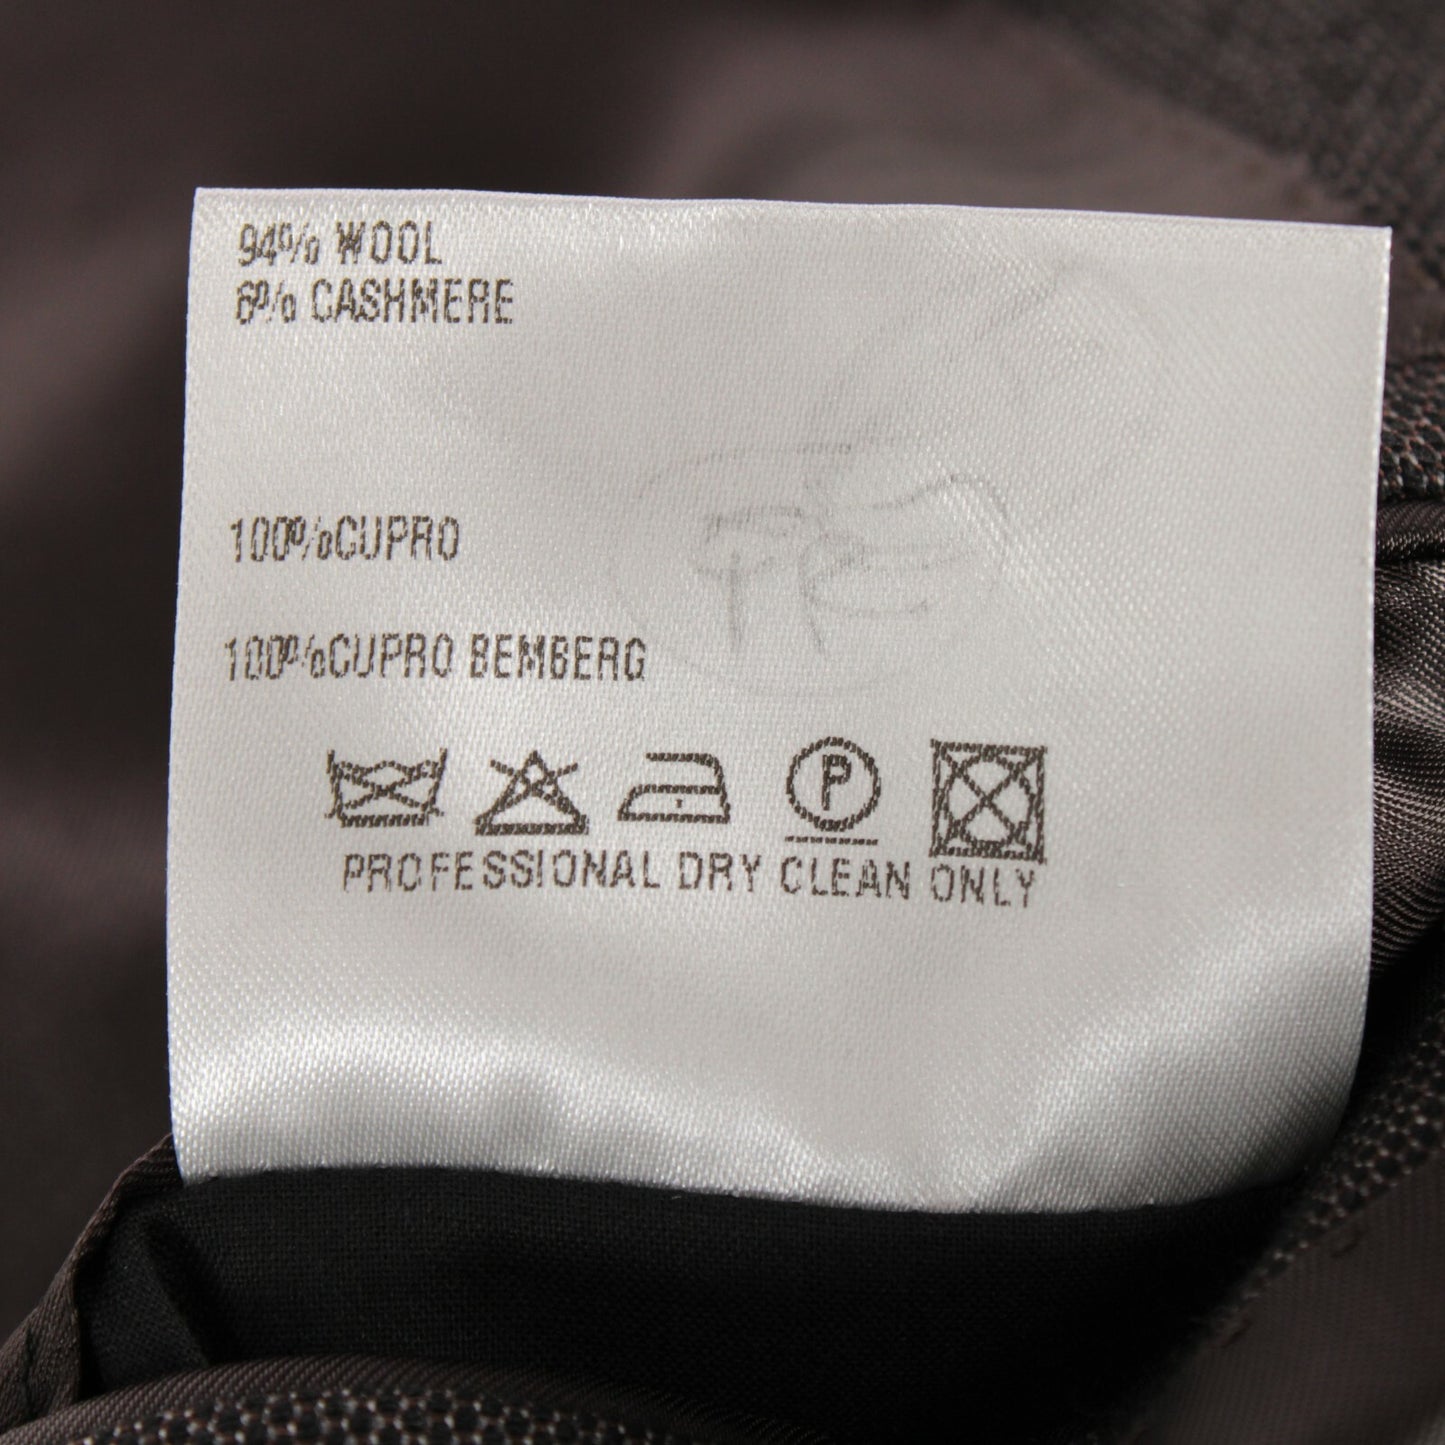 94% WOOL
6% CASHMERE
100%CUPRO
100%CUPRO BEMBERG
P
PROFESSIONAL DRY CLEAN ONLY